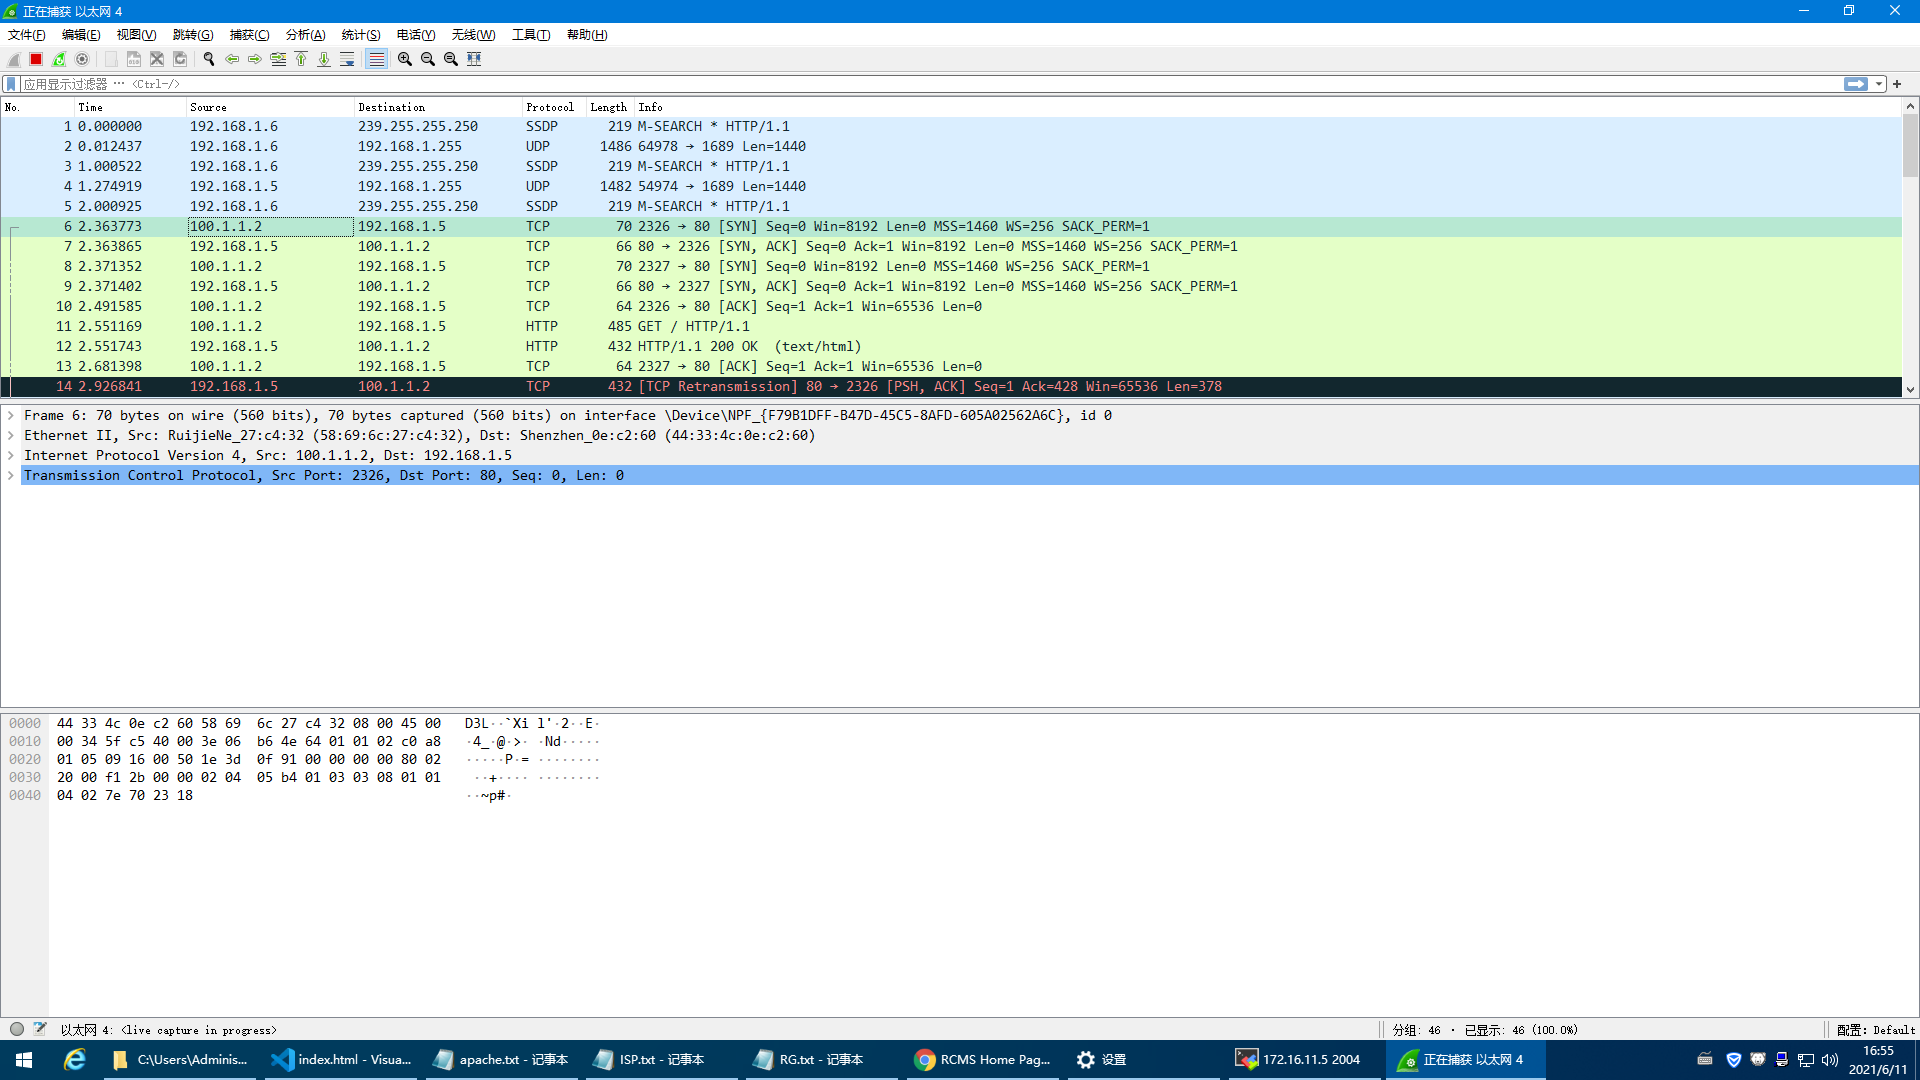 正在捕获 以太网 4
文件(F) 编辑(E) 视图(V) 跳转(G) 捕获(C) 分析(A) 统计(S) 电话(Y) 无线(W) 工具(T) 帮助(H)
应用显示过滤器 … <Ctrl-/>
No. Time Source Destination Protocol Length Info
1 0.000000 192.168.1.6 239.255.255.250 SSDP 219 M-SEARCH * HTTP/1.1
2 0.012437 192.168.1.6 192.168.1.255 UDP 1486 64978 → 1689 Len=1440
3 1.000522 192.168.1.6 239.255.255.250 SSDP 219 M-SEARCH * HTTP/1.1
4 1.274919 192.168.1.5 192.168.1.255 UDP 1482 54974 → 1689 Len=1440
5 2.000925 192.168.1.6 239.255.255.250 SSDP 219 M-SEARCH * HTTP/1.1
6 2.363773 100.1.1.2 192.168.1.5 TCP 70 2326 → 80 [SYN] Seq=0 Win=8192 Len=0 MSS=1460 WS=256 SACK_PERM=1
7 2.363865 192.168.1.5 100.1.1.2 TCP 66 80 → 2326 [SYN, ACK] Seq=0 Ack=1 Win=8192 Len=0 MSS=1460 WS=256 SACK_PERM=1
8 2.371352 100.1.1.2 192.168.1.5 TCP 70 2327 → 80 [SYN] Seq=0 Win=8192 Len=0 MSS=1460 WS=256 SACK_PERM=1
9 2.371402 192.168.1.5 100.1.1.2 TCP 66 80 → 2327 [SYN, ACK] Seq=0 Ack=1 Win=8192 Len=0 MSS=1460 WS=256 SACK_PERM=1
10 2.491585 100.1.1.2 192.168.1.5 TCP 64 2326 → 80 [ACK] Seq=1 Ack=1 Win=65536 Len=0
11 2.551169 100.1.1.2 192.168.1.5 HTTP 485 GET / HTTP/1.1
12 2.551743 192.168.1.5 100.1.1.2 HTTP 432 HTTP/1.1 200 OK (text/html)
13 2.681398 100.1.1.2 192.168.1.5 TCP 64 2327 → 80 [ACK] Seq=1 Ack=1 Win=65536 Len=0
14 2.926841 192.168.1.5 100.1.1.2 TCP 432 [TCP Retransmission] 80 → 2326 [PSH, ACK] Seq=1 Ack=428 Win=65536 Len=378
Frame 6: 70 bytes on wire (560 bits), 70 bytes captured (560 bits) on interface \Device\NPF_{F79B1DFF-B47D-45C5-8AFD-605A02562A6C}, id 0
Ethernet II, Src: RuijieNe_27:c4:32 (58:69:6c:27:c4:32), Dst: Shenzhen_0e:c2:60 (44:33:4c:0e:c2:60)
Internet Protocol Version 4, Src: 100.1.1.2, Dst: 192.168.1.5
Transmission Control Protocol, Src Port: 2326, Dst Port: 80, Seq: 0, Len: 0
0000 44 33 4c 0e c2 60 58 69 6c 27 c4 32 08 00 45 00 D3L··`Xi l'·2··E·
0010 00 34 5f c5 40 00 3e 06 b6 4e 64 01 01 02 c0 a8 ·4_·@·>· ·Nd·····
0020 01 05 09 16 00 50 1e 3d 0f 91 00 00 00 00 80 02 ·····P·= ········
0030 20 00 f1 2b 00 00 02 04 05 b4 01 03 03 08 01 01 ··+···· ········
0040 04 02 7e 70 23 18 ··~p#·
以太网 4: <live capture in progress> 分组: 46 · 已显示: 46 (100.0%) 配置: Default
C:\Users\Adminis... index.html - Visua... apache.txt - 记事本 ISP.txt - 记事本 RG.txt - 记事本 RCMS Home Pag... 设置 172.16.11.5 2004 正在捕获 以太网 4 16:55
2021/6/11